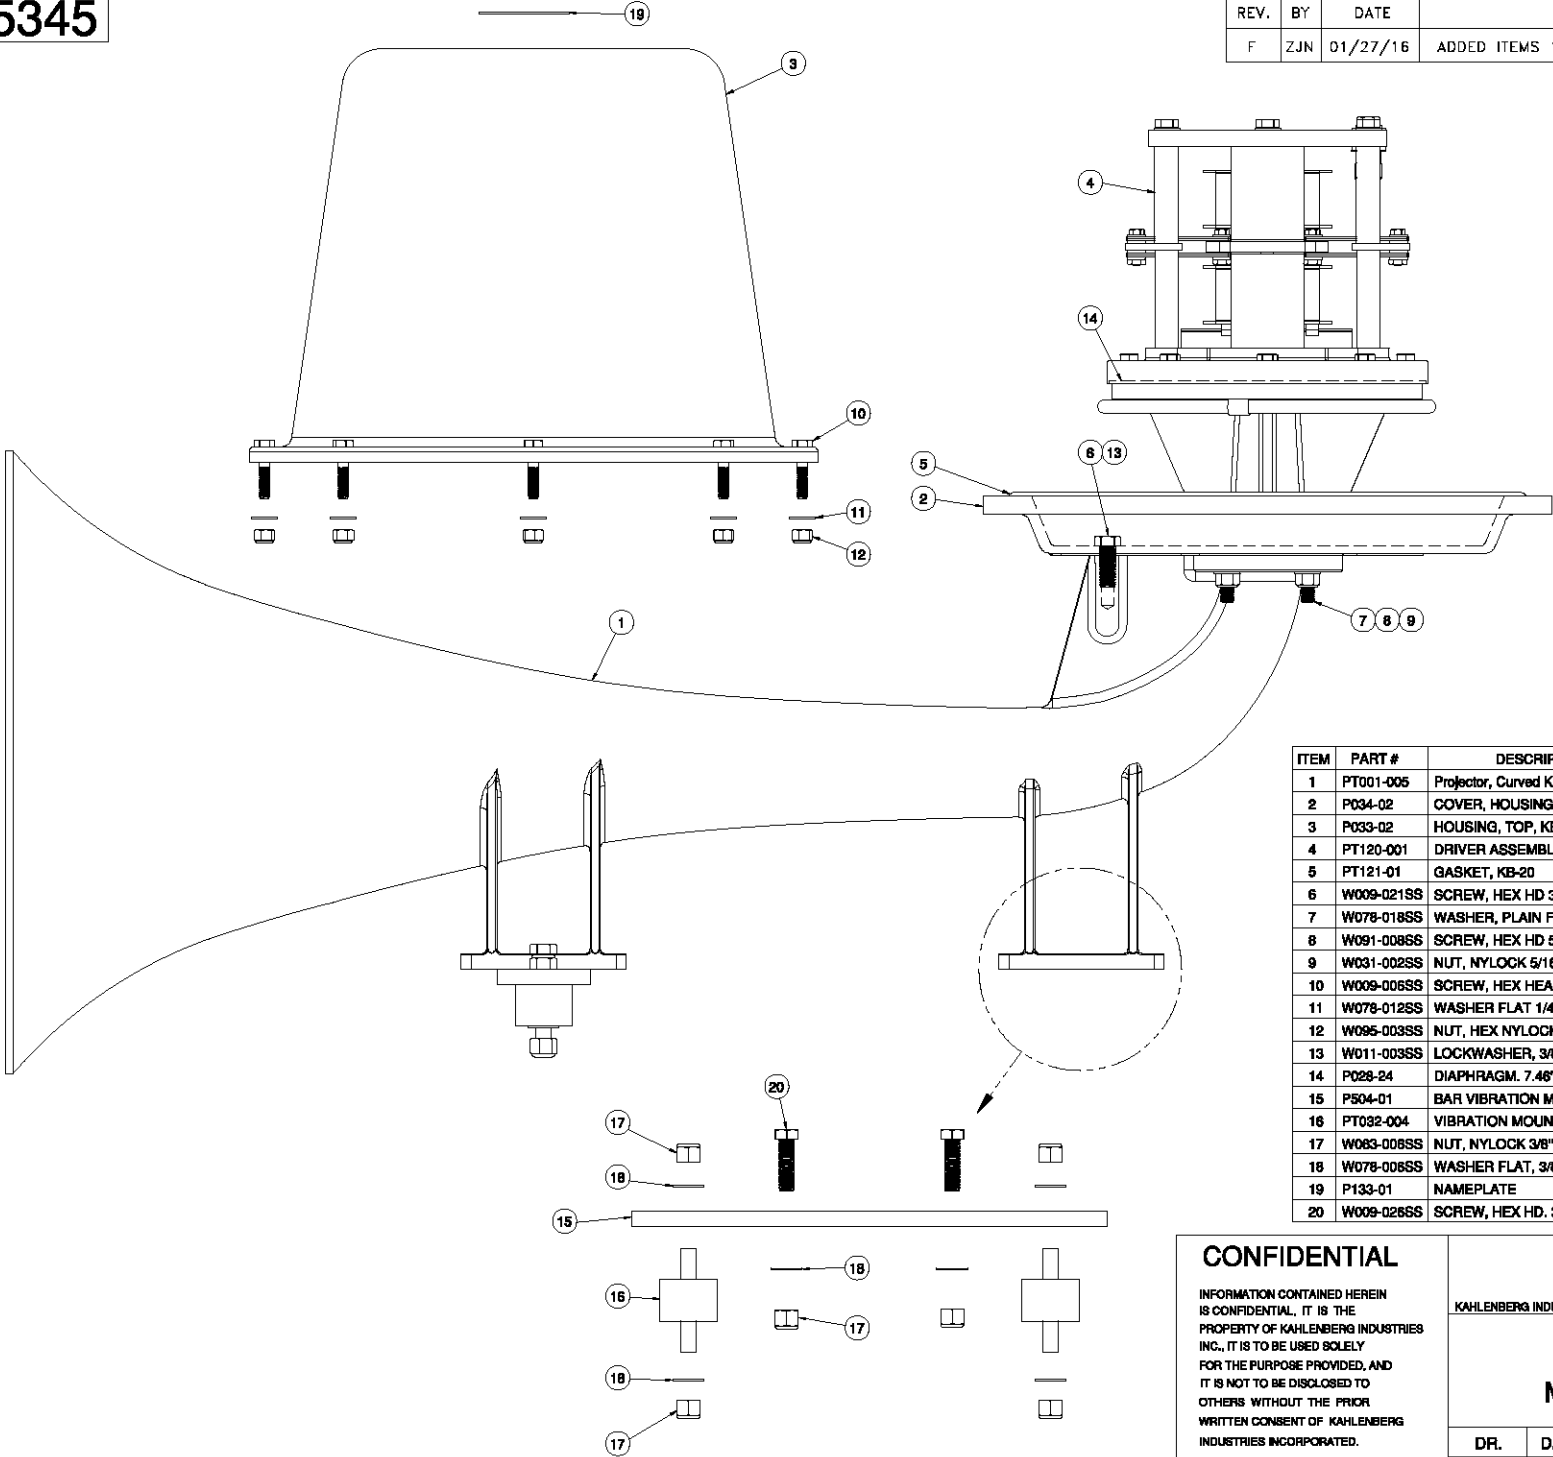 5345
REV. BY DATE
F ZJN 01/27/16 ADDED ITEMS
19
3
4
14
10
5
6 13
2
11
12
1
7 8 9
20
17
18
15
18
16
17
18
17
ITEM PART #
1 PT001-005 Projector, Curved
2 P034-02 COVER, HOUSING
3 P033-02 HOUSING, TOP,
4 PT120-001 DRIVER
5 PT121-01 GASKET, KB-20
6 W009-021SS SCREW, HEX HD
7 W078-018SS WASHER, PLAIN
8 W091-008SS SCREW, HEX HD
9 W031-002SS NUT, NYLOCK 5/16
10 W009-006SS SCREW, HEX
11 W078-012SS WASHER FLAT 1/4
12 W095-003SS NUT, HEX NYLOCK
13 W011-003SS LOCKWASHER,
14 P028-24 DIAPHRAGM. 7.46"
15 P504-01 BAR VIBRATION
16 PT032-004 VIBRATION
17 W083-006SS NUT, NYLOCK 3/8"
18 W078-006SS WASHER FLAT,
19 P133-01 NAMEPLATE
20 W009-026SS SCREW, HEX HD.
CONFIDENTIAL
INFORMATION CONTAINED HEREIN
IS CONFIDENTIAL, IT IS THE
PROPERTY OF KAHLENBERG INDUSTRIES
INC., IT IS TO BE USED SOLELY
FOR THE PURPOSE PROVIDED, AND
IT IS NOT TO BE DISCLOSED TO
OTHERS WITHOUT THE PRIOR
WRITTEN CONSENT OF KAHLENBERG
INDUSTRIES INCORPORATED.
KAHLENBERG
DR.